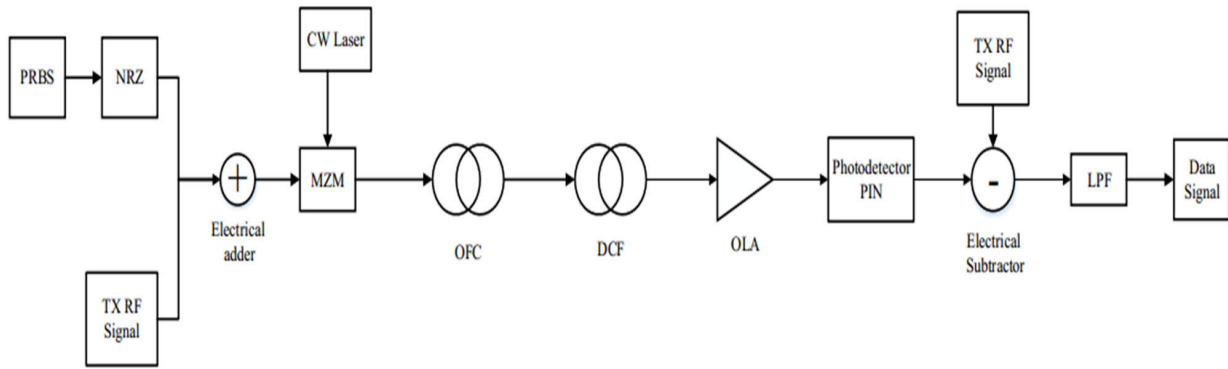 PRBS
NRZ
TX RF
Signal
+
Electrical
adder
CW Laser
MZM
OFC
DCF
OLA
Photodetector
PIN
TX RF
Signal
-
Electrical
Subtractor
LPF
Data
Signal